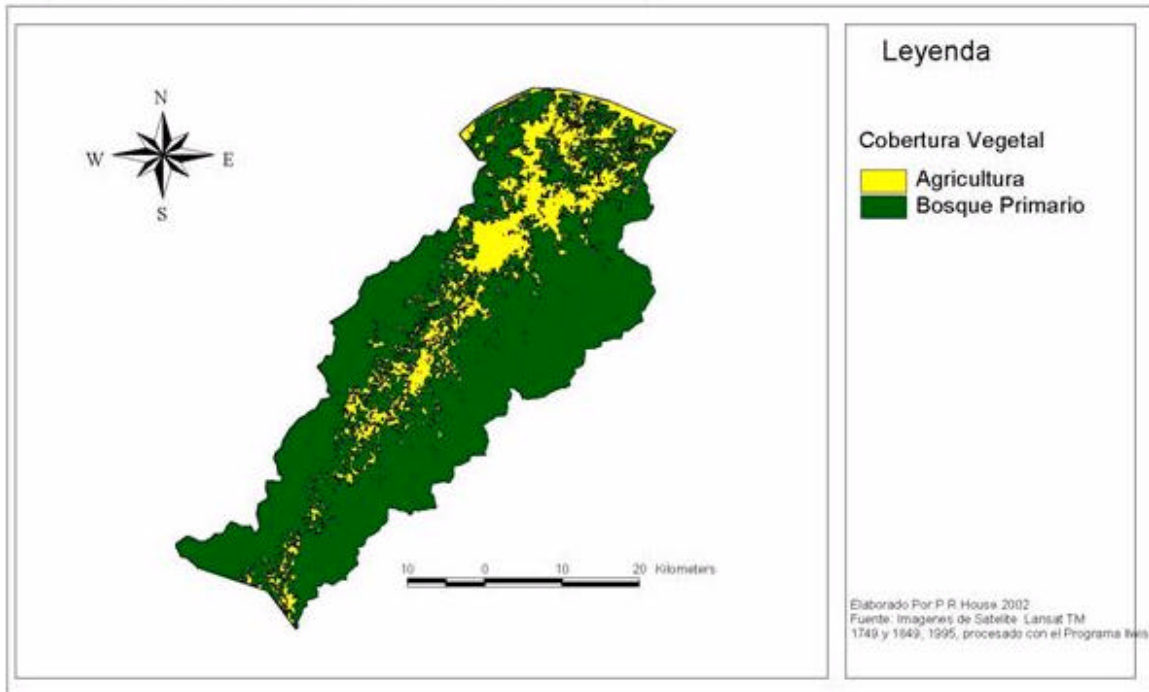 Leyenda
N
W E
S
Cobertura Vegetal
Agricultura
Bosque Primario
10 0 10 20 Kilometers
Elaborado Por P R House 2002
Fuente: Imagenes de Satelite Lansat TM
1749 y 1849, 1995, procesado con el Programa Ilwis